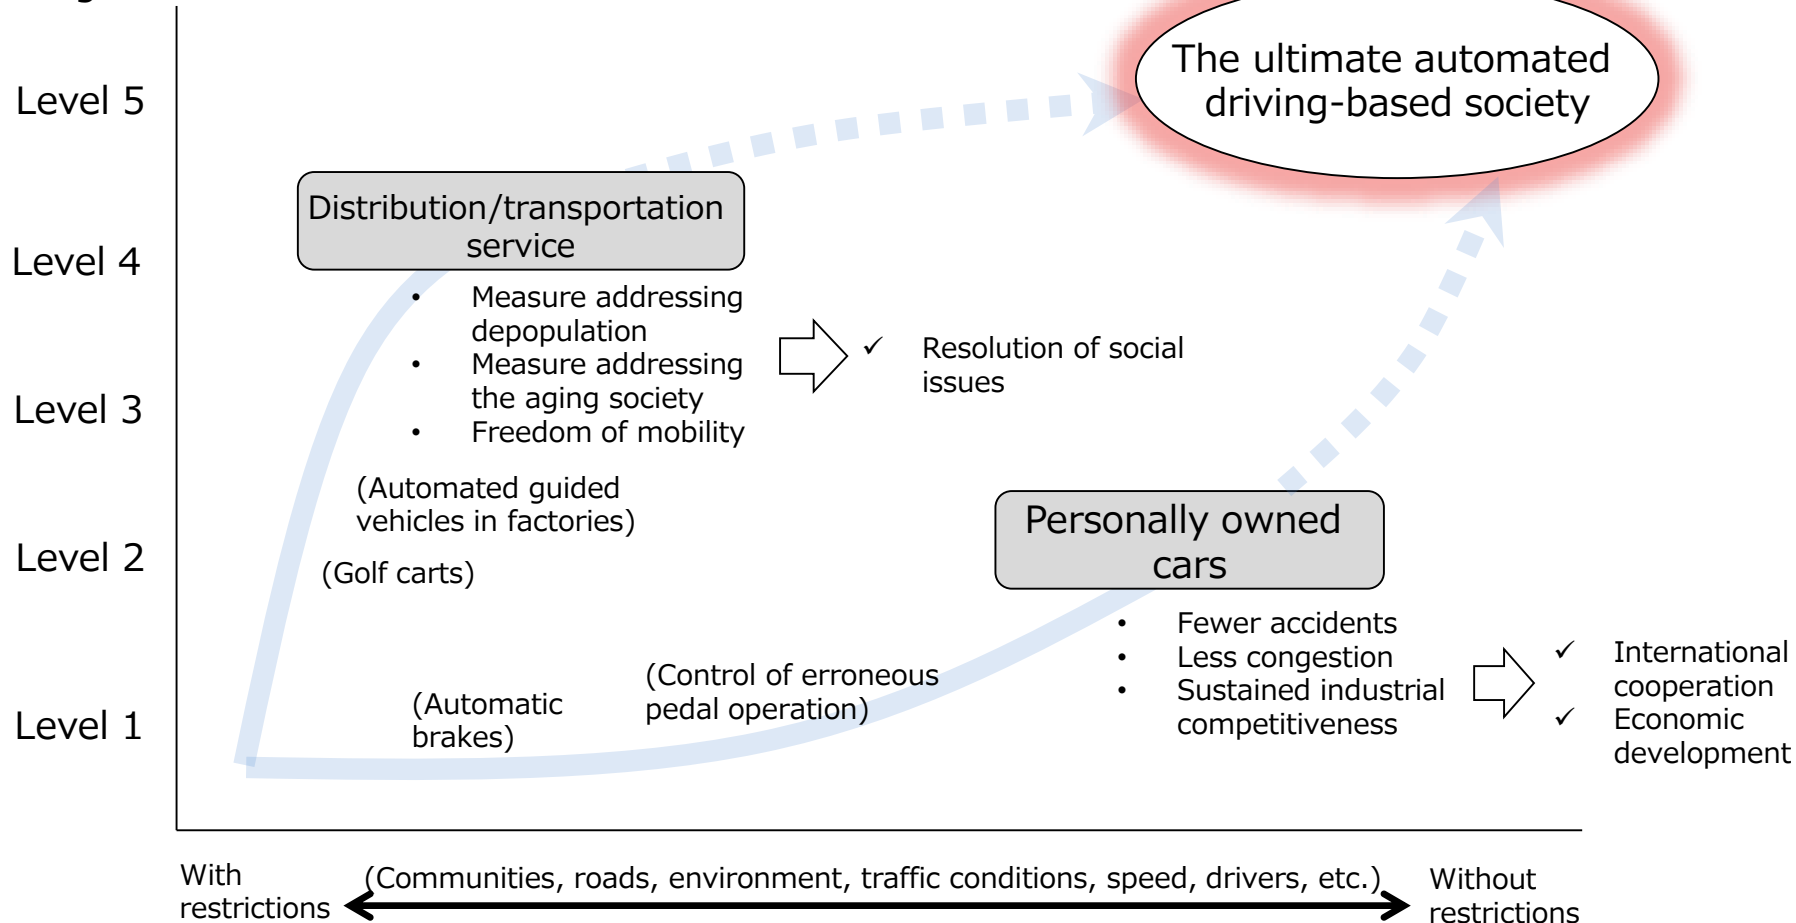 The ultimate automated
driving-based society
Level 5
Distribution/transportation
service
Level 4
• Measure addressing
depopulation
• Measure addressing
the aging society
• Freedom of mobility
✓ Resolution of social
issues
Level 3
(Automated guided
vehicles in factories)
Personally owned
cars
Level 2
(Golf carts)
• Fewer accidents
• Less congestion
• Sustained industrial
competitiveness
✓ International
cooperation
✓ Economic
development
(Control of erroneous
pedal operation)
(Automatic
brakes)
Level 1
With
restrictions
(Communities, roads, environment, traffic conditions, speed, drivers, etc.)
Without
restrictions